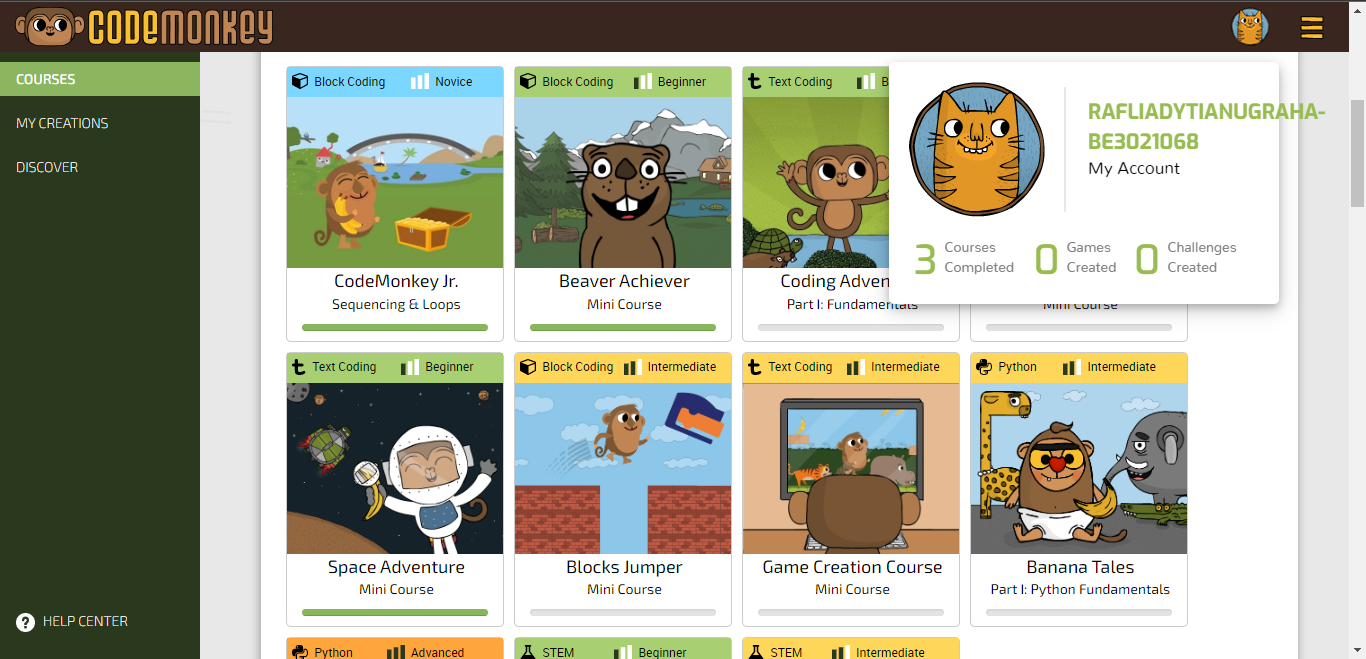 CODEMONKEY
COURSES
MY CREATIONS
DISCOVER
HELP CENTER
Block Coding Novice
CodeMonkey Jr.
Sequencing & Loops
Block Coding Beginner
Beaver Achiever
Mini Course
Text Coding B
Coding Adven
Part I: Fundamentals
Mini Course
RAFLIADYTIANUGRAHA-
BE3021068
My Account
3 Courses
Completed
0 Games
Created
0 Challenges
Created
Text Coding Beginner
Space Adventure
Mini Course
Block Coding Intermediate
Blocks Jumper
Mini Course
Text Coding Intermediate
Game Creation Course
Mini Course
Python Intermediate
Banana Tales
Part I: Python Fundamentals
Python Advanced
STEM Beginner
STEM Intermediate